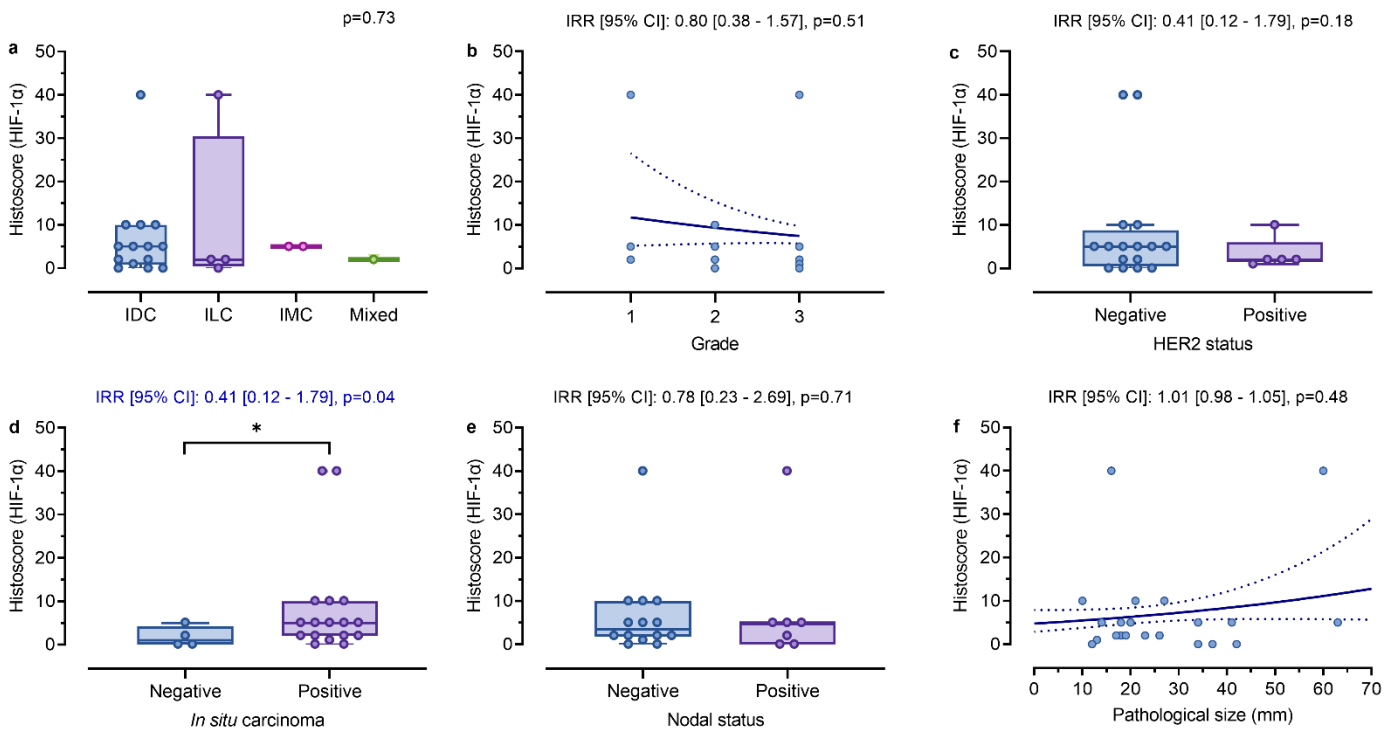 p=0.73
a
Histoscore (HIF-1α)
50
40
30
20
10
0
IDC ILC IMC Mixed
IRR [95% CI]: 0.80 [0.38 - 1.57], p=0.51
b
Histoscore (HIF-1α)
50
40
30
20
10
0
1 2 3
Grade
IRR [95% CI]: 0.41 [0.12 - 1.79], p=0.18
c
Histoscore (HIF-1α)
50
40
30
20
10
0
Negative Positive
HER2 status
IRR [95% CI]: 0.41 [0.12 - 1.79], p=0.04
d
*
Histoscore (HIF-1α)
50
40
30
20
10
0
Negative Positive
In situ carcinoma
IRR [95% CI]: 0.78 [0.23 - 2.69], p=0.71
e
Histoscore (HIF-1α)
50
40
30
20
10
0
Negative Positive
Nodal status
IRR [95% CI]: 1.01 [0.98 - 1.05], p=0.48
f
Histoscore (HIF-1α)
50
40
30
20
10
0
0 10 20 30 40 50 60 70
Pathological size (mm)